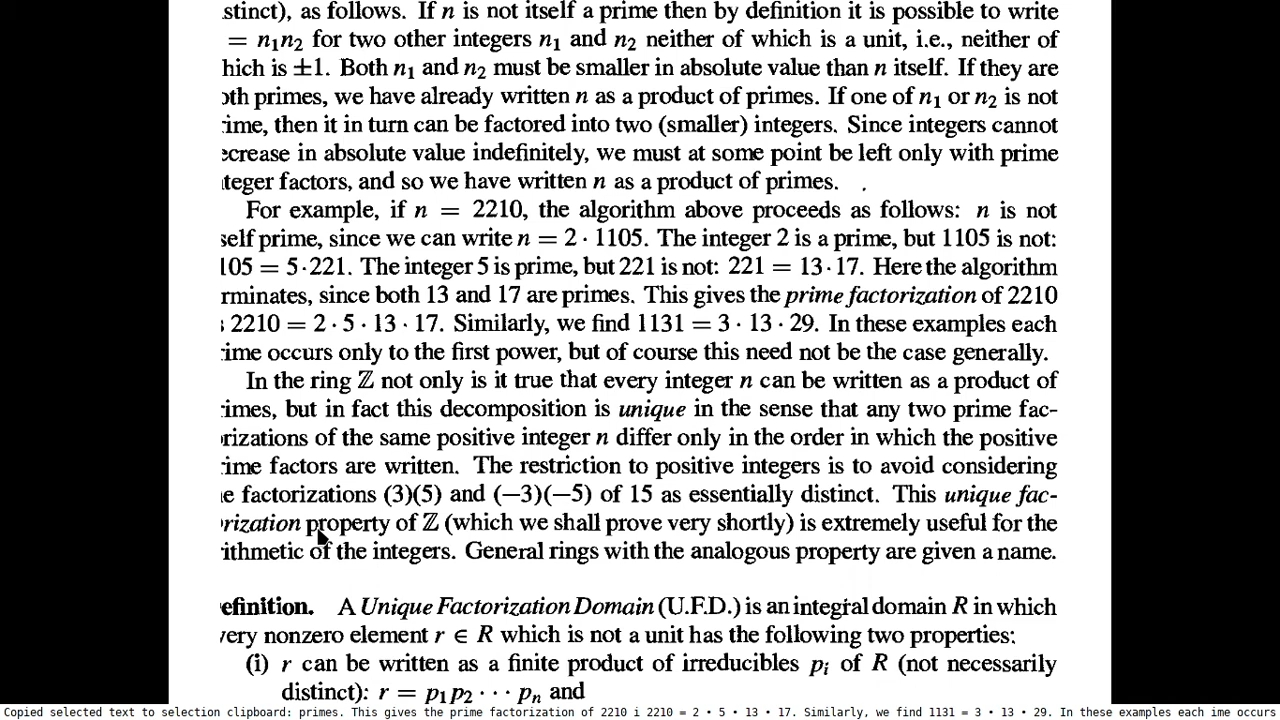 stinct), as follows. If n is not itself a prime then by definition it is possible to write
= n₁n₂ for two other integers n₁ and n₂ neither of which is a unit, i.e., neither of
hich is ±1. Both n₁ and n₂ must be smaller in absolute value than n itself. If they are
oth primes, we have already written n as a product of primes. If one of n₁ or n₂ is not
ime, then it in turn can be factored into two (smaller) integers. Since integers cannot
ecrease in absolute value indefinitely, we must at some point be left only with prime
teger factors, and so we have written n as a product of primes.
For example, if n = 2210, the algorithm above proceeds as follows: n is not
self prime, since we can write n = 2 · 1105. The integer 2 is a prime, but 1105 is not:
105 = 5·221. The integer 5 is prime, but 221 is not: 221 = 13·17. Here the algorithm
rminates, since both 13 and 17 are primes. This gives the prime factorization of 2210
s 2210 = 2 · 5 · 13 · 17. Similarly, we find 1131 = 3 · 13 · 29. In these examples each
ime occurs only to the first power, but of course this need not be the case generally.
In the ring ℤ not only is it true that every integer n can be written as a product of
imes, but in fact this decomposition is unique in the sense that any two prime fac-
rizations of the same positive integer n differ only in the order in which the positive
ime factors are written. The restriction to positive integers is to avoid considering
e factorizations (3)(5) and (−3)(−5) of 15 as essentially distinct. This unique fac-
rization property of ℤ (which we shall prove very shortly) is extremely useful for the
ithmetic of the integers. General rings with the analogous property are given a name.
efinition. A Unique Factorization Domain (U.F.D.) is an integral domain R in which
very nonzero element r ∈ R which is not a unit has the following two properties:
(i) r can be written as a finite product of irreducibles pᵢ of R (not necessarily
distinct): r = p₁p₂ · · · pₙ and
Copied selected text to selection clipboard: primes. This gives the prime factorization of 2210 i 2210 = 2 • 5 • 13 • 17. Similarly, we find 1131 = 3 • 13 • 29. In these examples each ime occurs